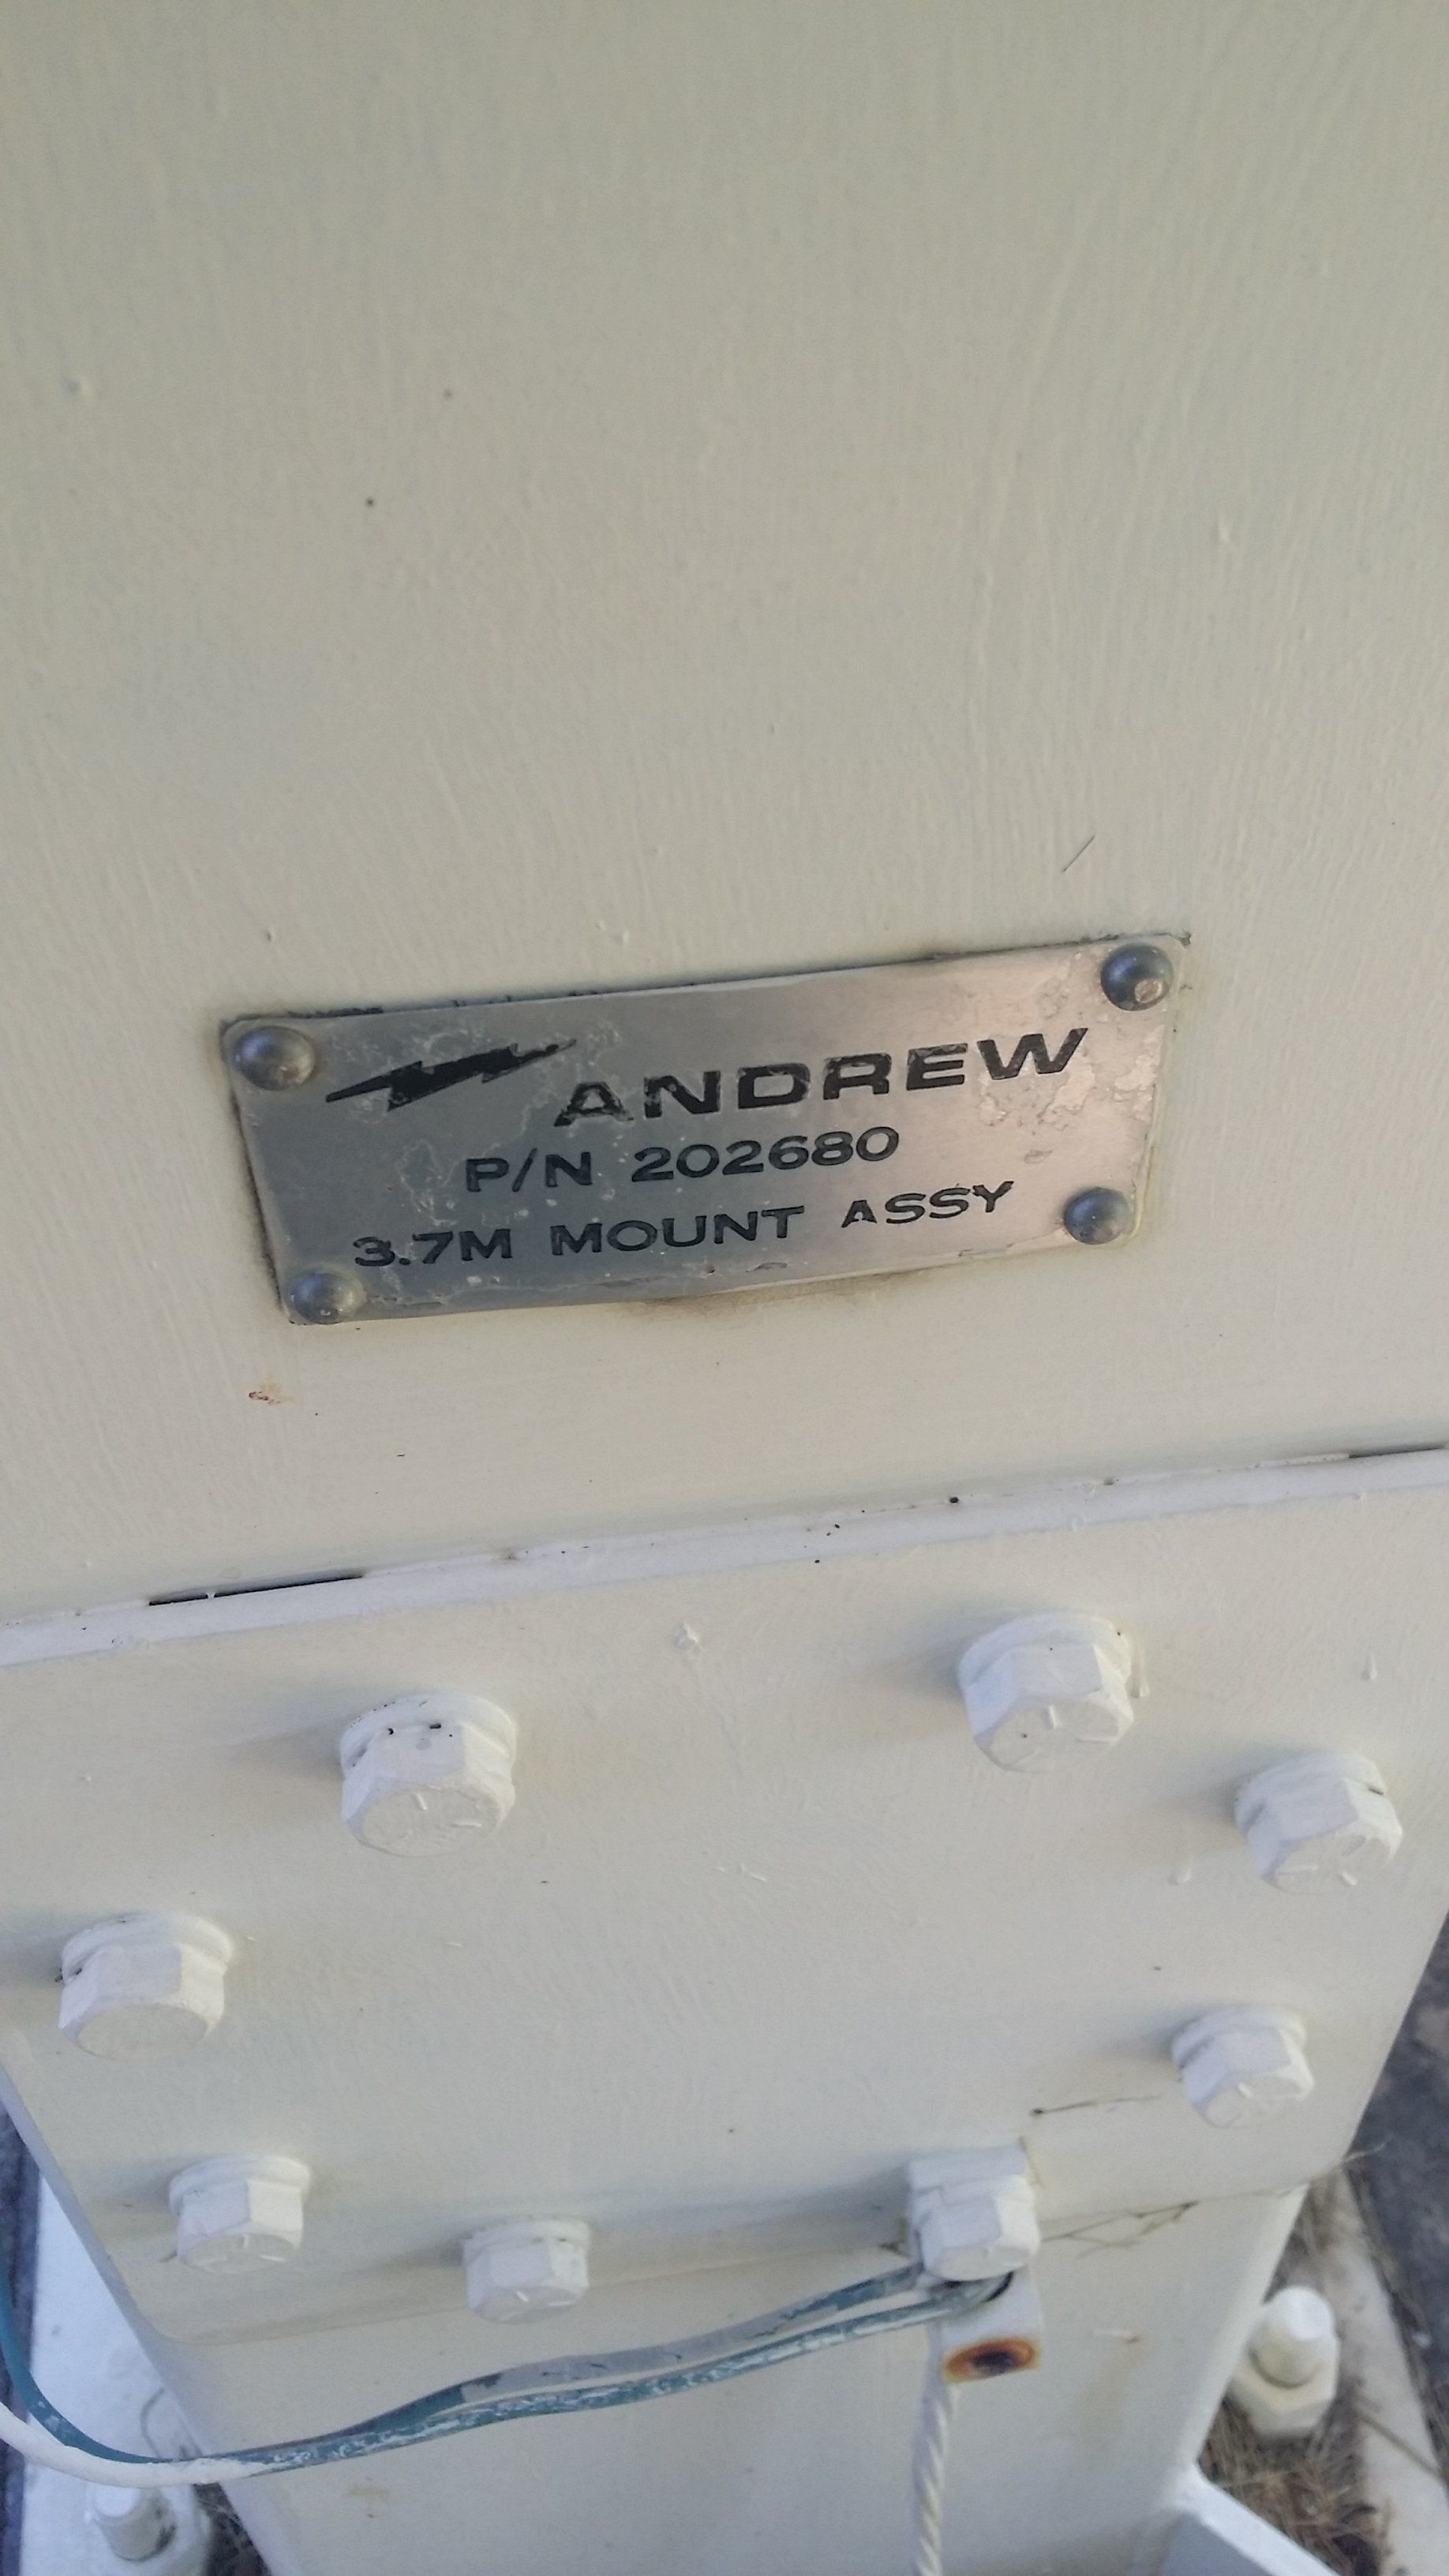 ANDREW
P/N 202680
3.7M MOUNT ASSY